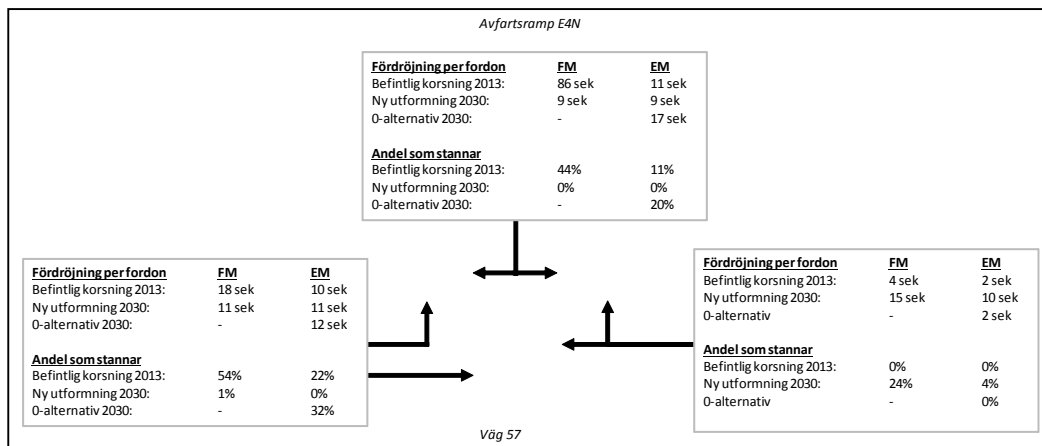 Avfartsramp E4N
Fördröjning per fordon FM EM
Befintlig korsning 2013: 86 sek 11 sek
Ny utformning 2030: 9 sek 9 sek
0-alternativ 2030: - 17 sek
Andel som stannar
Befintlig korsning 2013: 44% 11%
Ny utformning 2030: 0% 0%
0-alternativ 2030: - 20%
Fördröjning per fordon FM EM
Befintlig korsning 2013: 18 sek 10 sek
Ny utformning 2030: 11 sek 11 sek
0-alternativ 2030: - 12 sek
Andel som stannar
Befintlig korsning 2013: 54% 22%
Ny utformning 2030: 1% 0%
0-alternativ 2030: - 32%
Fördröjning per fordon FM EM
Befintlig korsning 2013: 4 sek 2 sek
Ny utformning 2030: 15 sek 10 sek
0-alternativ - 2 sek
Andel som stannar
Befintlig korsning 2013: 0% 0%
Ny utformning 2030: 24% 4%
0-alternativ - 0%
Väg 57